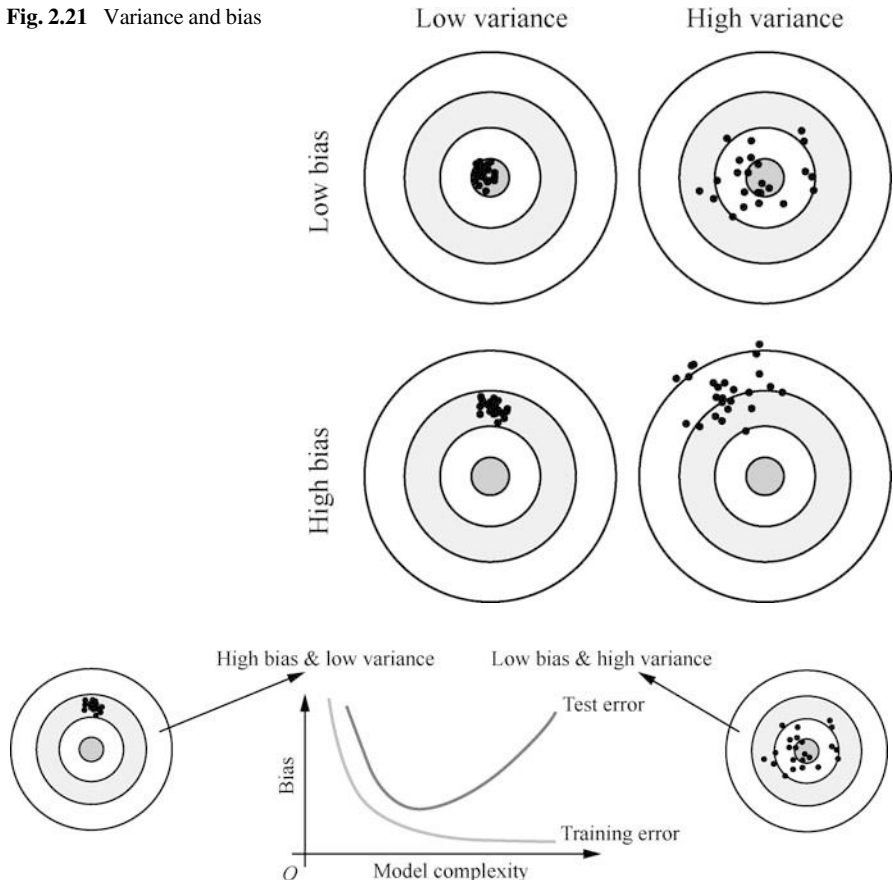 Fig. 2.21 Variance and bias
Low variance
High variance
Low bias
High bias
High bias & low variance
Low bias & high variance
Test error
Bias
Training error
O
Model complexity